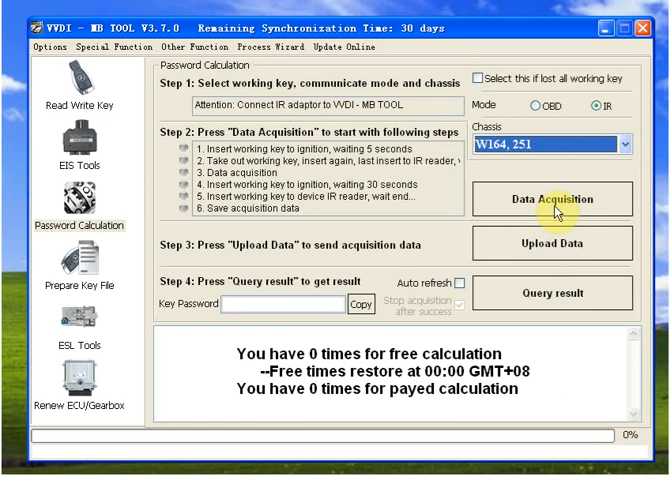 VVDI - MB TOOL V3.7.0 Remaining Synchronization Time: 30 days
Options Special Function Other Function Process Wizard Update Online
Read Write Key
EIS Tools
Password Calculation
Prepare Key File
ESL Tools
Renew ECU/Gearbox
Password Calculation
Step 1: Select working key, communicate mode and chassis
Attention: Connect IR adaptor to VVDI - MB TOOL
Select this if lost all working key
Mode OBD IR
Chassis
W164, 251
Step 2: Press "Data Acquisition" to start with following steps
1. Insert working key to ignition, waiting 5 seconds
2. Take out working key, insert again, last insert to IR reader,
3. Data acquisition
4. Insert working key to ignition, waiting 30 seconds
5. Insert working key to device IR reader, wait end...
6. Save acquisition data
Data Acquisition
Step 3: Press "Upload Data" to send acquisition data
Upload Data
Step 4: Press "Query result" to get result
Auto refresh
Key Password
Copy
Stop acquisition
after success
Query result
You have 0 times for free calculation
--Free times restore at 00:00 GMT+08
You have 0 times for payed calculation
0%